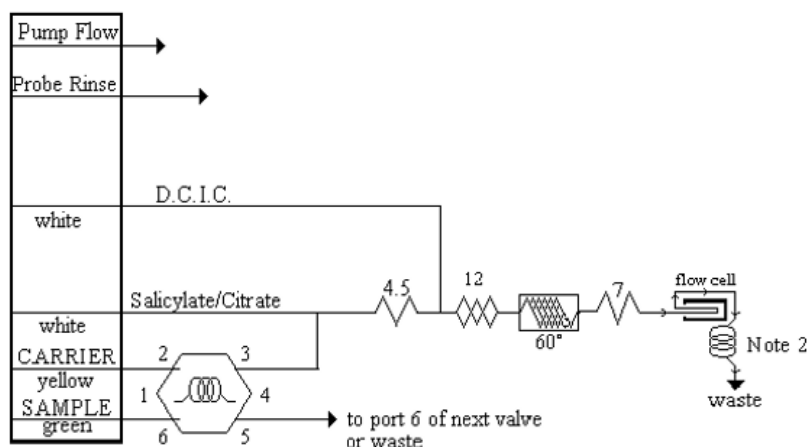 Pump Flow
Probe Rinse
D.C.I.C.
white
Salicylate/Citrate
4.5
12
60°
7
flow cell
Note 2
waste
white
CARRIER
yellow
SAMPLE
green
1
2
3
4
5
6
to port 6 of next valve
or waste